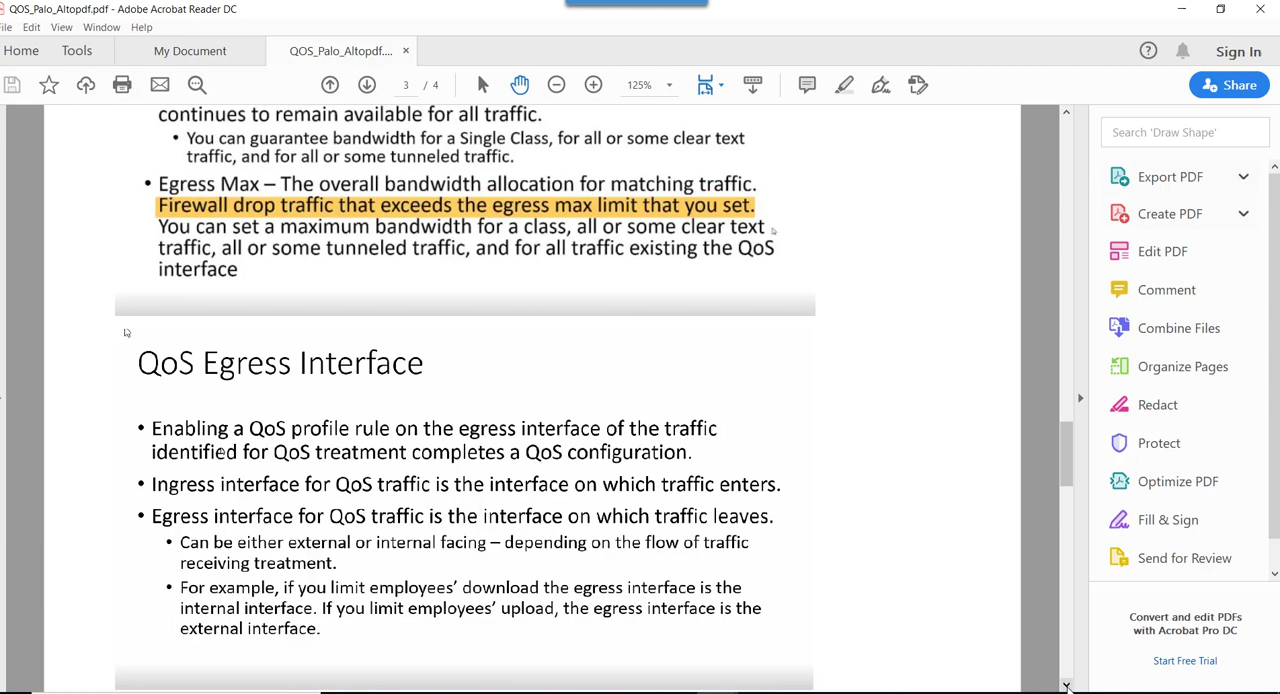 QOS_Palo_Altopdf.pdf - Adobe Acrobat Reader DC
File Edit View Window Help
Home Tools My Document QOS_Palo_Altopdf.... × Sign In
3 / 4 125% Share
continues to remain available for all traffic.
• You can guarantee bandwidth for a Single Class, for all or some clear text
traffic, and for all or some tunneled traffic.
• Egress Max – The overall bandwidth allocation for matching traffic.
Firewall drop traffic that exceeds the egress max limit that you set.
You can set a maximum bandwidth for a class, all or some clear text
traffic, all or some tunneled traffic, and for all traffic existing the QoS
interface
QoS Egress Interface
• Enabling a QoS profile rule on the egress interface of the traffic
identified for QoS treatment completes a QoS configuration.
• Ingress interface for QoS traffic is the interface on which traffic enters.
• Egress interface for QoS traffic is the interface on which traffic leaves.
• Can be either external or internal facing – depending on the flow of traffic
receiving treatment.
• For example, if you limit employees’ download the egress interface is the
internal interface. If you limit employees’ upload, the egress interface is the
external interface.
Search 'Draw Shape'
Export PDF
Create PDF
Edit PDF
Comment
Combine Files
Organize Pages
Redact
Protect
Optimize PDF
Fill & Sign
Send for Review
Convert and edit PDFs
with Acrobat Pro DC
Start Free Trial